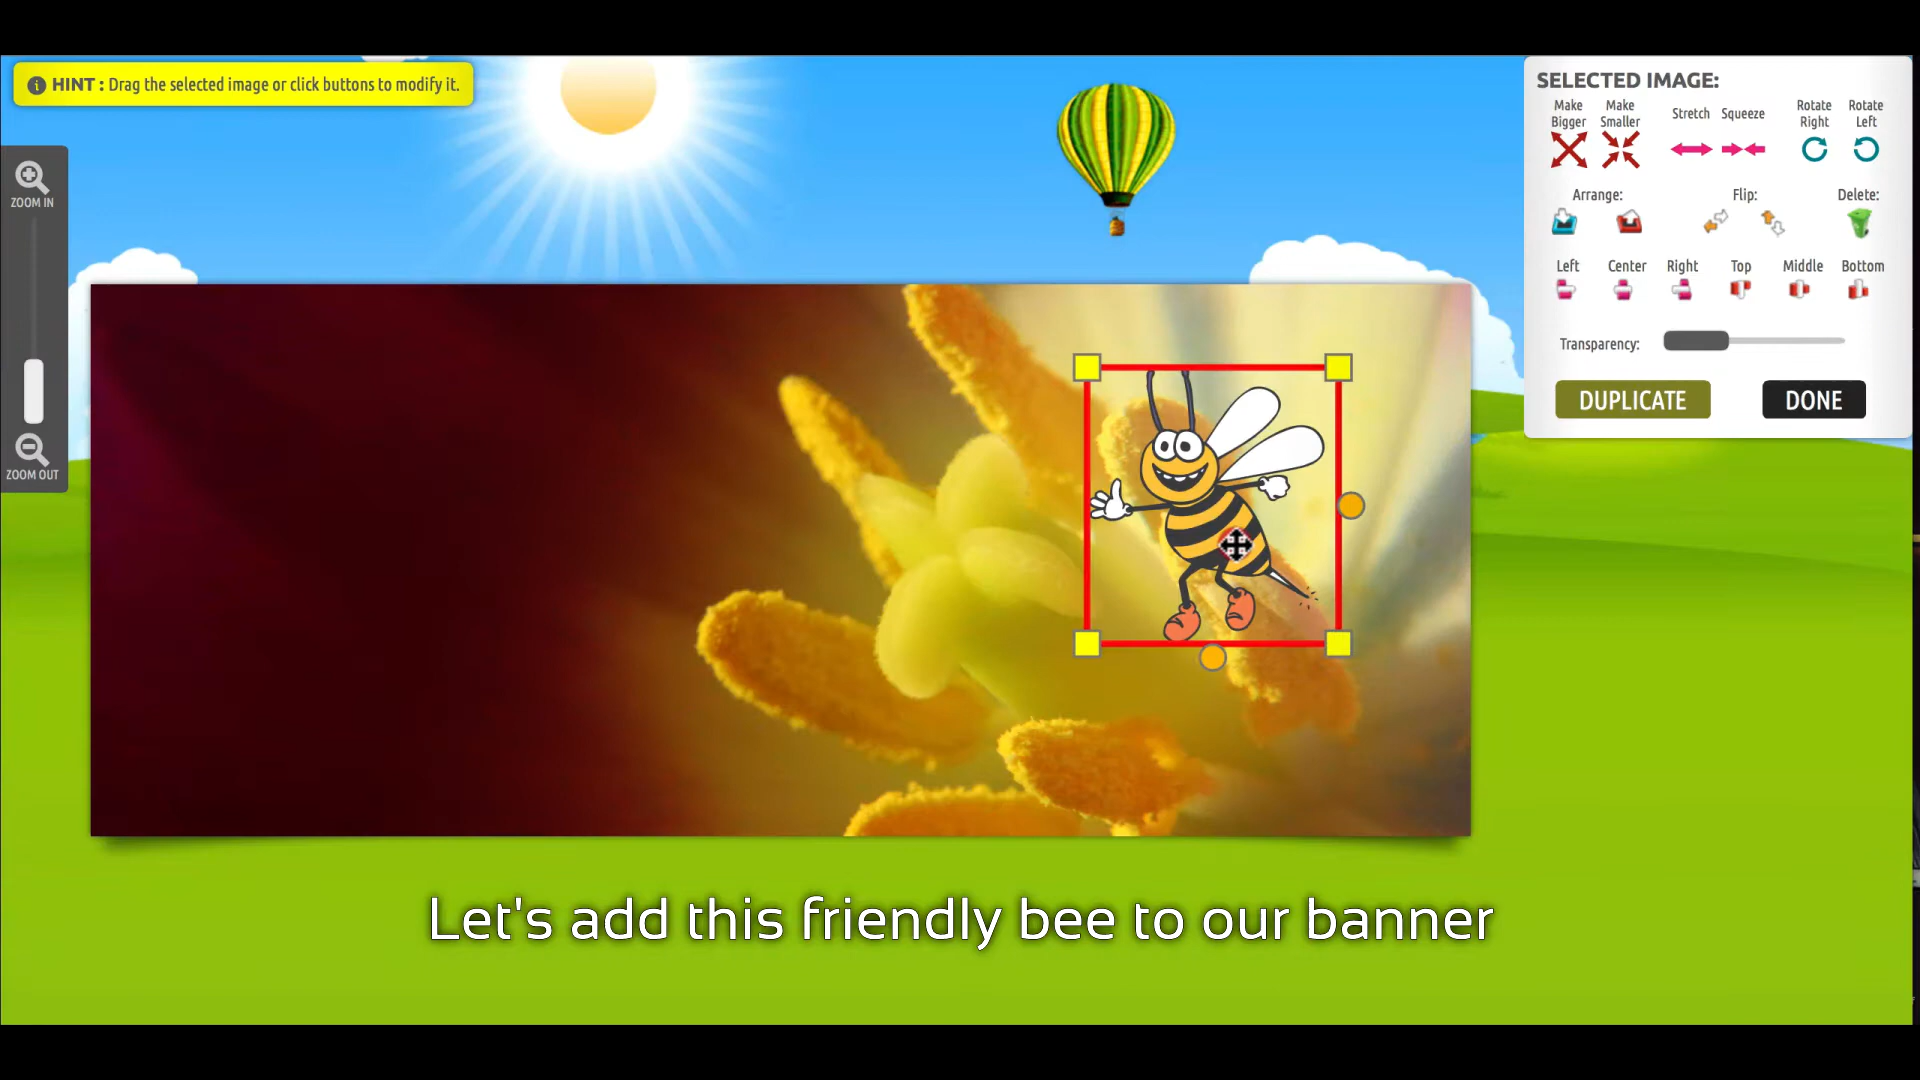 HINT : Drag the selected image or click buttons to modify it.
ZOOM IN
ZOOM OUT
SELECTED IMAGE:
Make Bigger
Make Smaller
Stretch
Squeeze
Rotate Right
Rotate Left
Arrange:
Flip:
Delete:
Left
Center
Right
Top
Middle
Bottom
Transparency:
DUPLICATE
DONE
Let's add this friendly bee to our banner